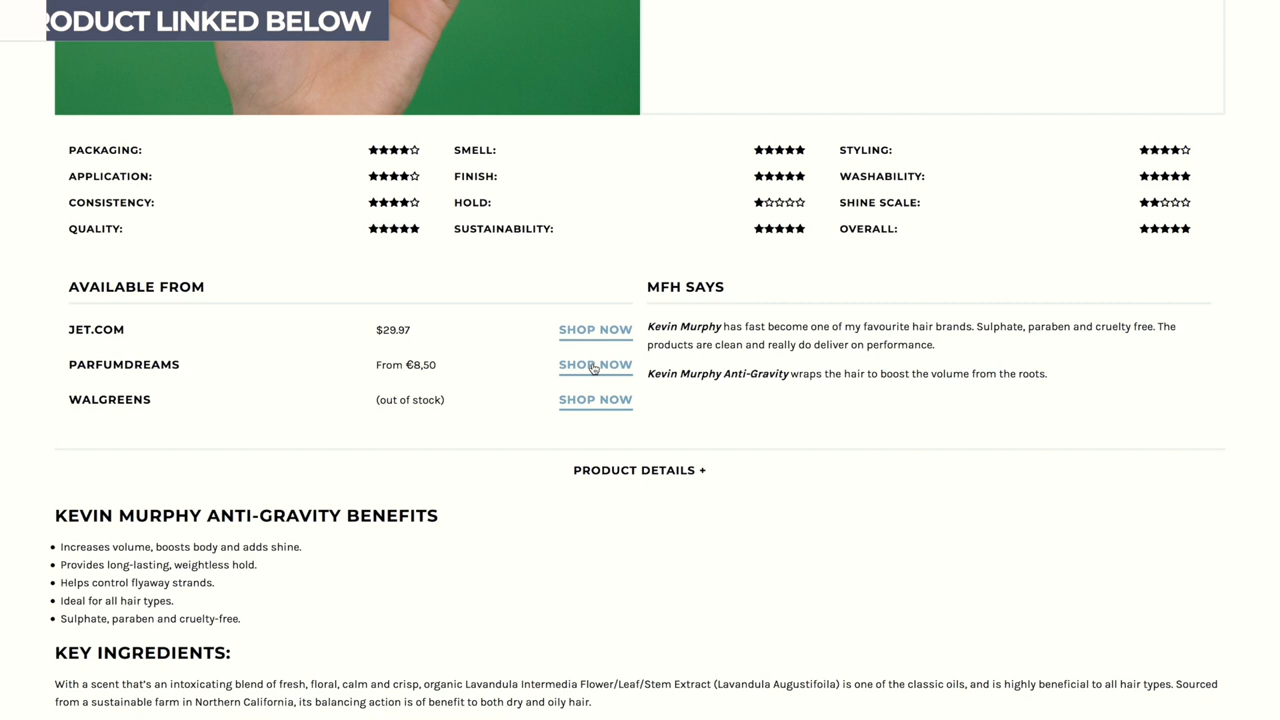 RODUCT LINKED BELOW
PACKAGING: ★★★★☆ SMELL: ★★★★★ STYLING: ★★★★☆
APPLICATION: ★★★★☆ FINISH: ★★★★★ WASHABILITY: ★★★★★
CONSISTENCY: ★★★★☆ HOLD: ★☆☆☆☆ SHINE SCALE: ★★☆☆☆
QUALITY: ★★★★★ SUSTAINABILITY: ★★★★★ OVERALL: ★★★★★
AVAILABLE FROM
JET.COM $29.97 SHOP NOW
PARFUMDREAMS From €8,50 SHOP NOW
WALGREENS (out of stock) SHOP NOW
MFH SAYS
Kevin Murphy has fast become one of my favourite hair brands. Sulphate, paraben and cruelty free. The
products are clean and really do deliver on performance.
Kevin Murphy Anti-Gravity wraps the hair to boost the volume from the roots.
PRODUCT DETAILS +
KEVIN MURPHY ANTI-GRAVITY BENEFITS
• Increases volume, boosts body and adds shine.
• Provides long-lasting, weightless hold.
• Helps control flyaway strands.
• Ideal for all hair types.
• Sulphate, paraben and cruelty-free.
KEY INGREDIENTS:
With a scent that's an intoxicating blend of fresh, floral, calm and crisp, organic Lavandula Intermedia Flower/Leaf/Stem Extract (Lavandula Augustifoila) is one of the classic oils, and is highly beneficial to all hair types. Sourced
from a sustainable farm in Northern California, its balancing action is of benefit to both dry and oily hair.